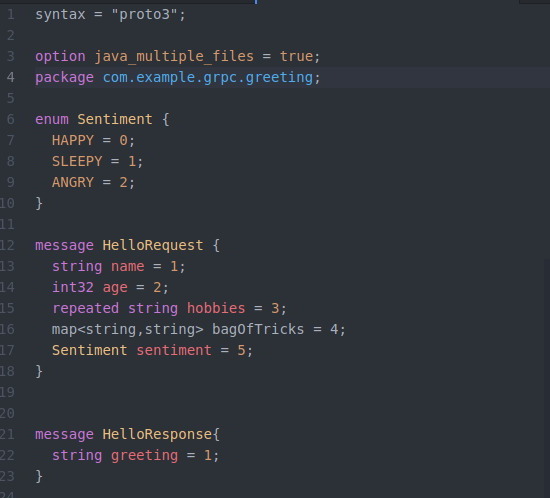 1 syntax = "proto3";
2
3 option java_multiple_files = true;
4 package com.example.grpc.greeting;
5
6 enum Sentiment {
7   HAPPY = 0;
8   SLEEPY = 1;
9   ANGRY = 2;
10 }
11
12 message HelloRequest {
13   string name = 1;
14   int32 age = 2;
15   repeated string hobbies = 3;
16   map<string,string> bagOfTricks = 4;
17   Sentiment sentiment = 5;
18 }
19
20
21 message HelloResponse{
22   string greeting = 1;
23 }
24